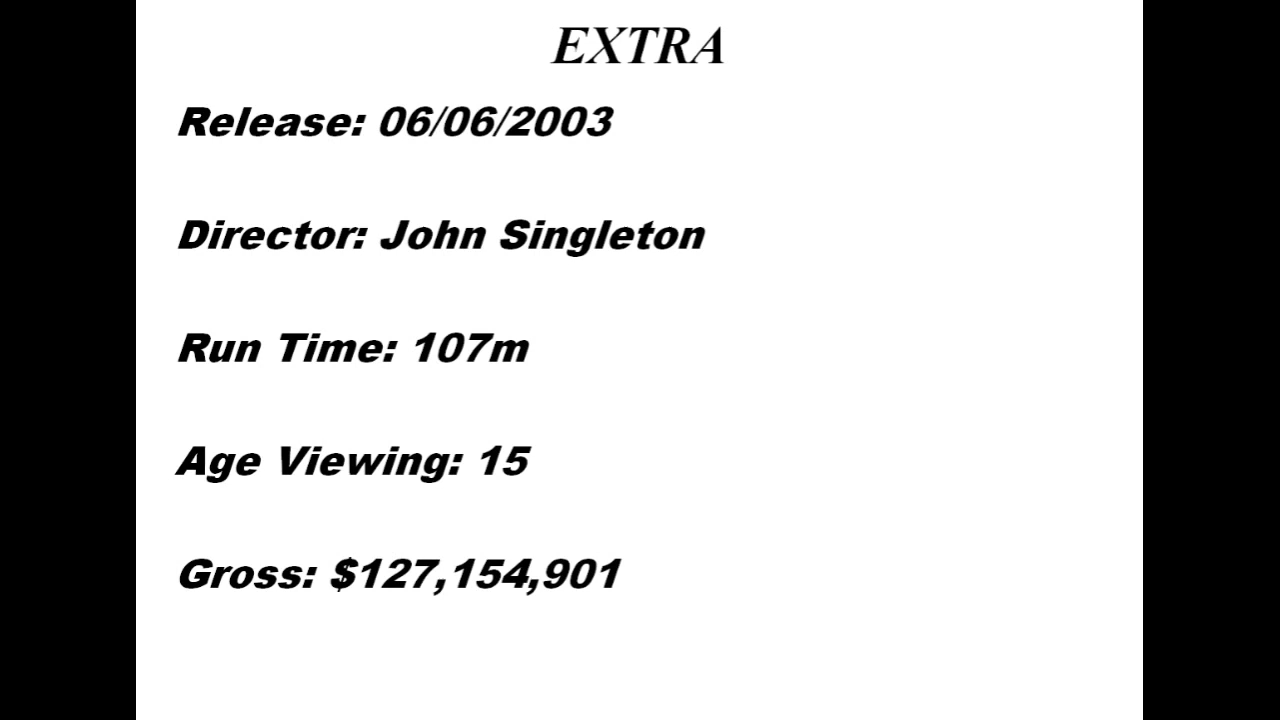 EXTRA
Release: 06/06/2003
Director: John Singleton
Run Time: 107m
Age Viewing: 15
Gross: $127,154,901